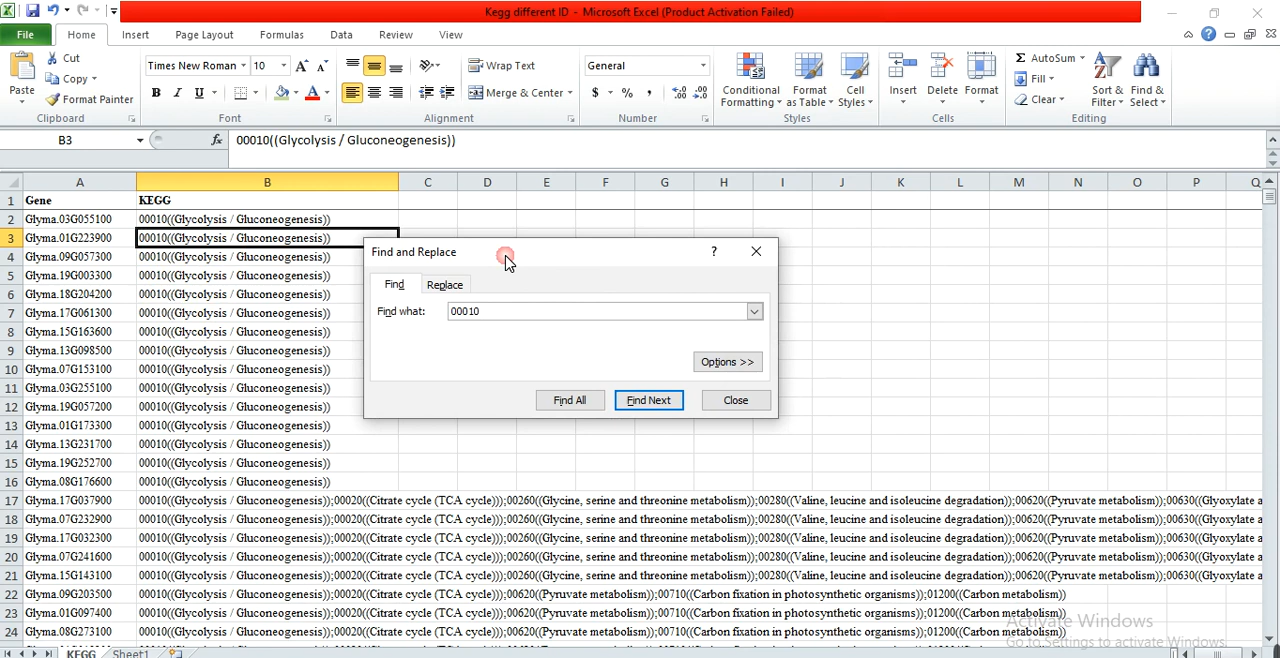 Kegg different ID - Microsoft Excel (Product Activation Failed)
File Home Insert Page Layout Formulas Data Review View
Paste Cut Copy Format Painter Clipboard
Times New Roman 10 B I U A A A Font
Wrap Text Merge & Center Alignment
General $ % , Number
Conditional Formatting Format as Table Cell Styles Styles
Insert Delete Format Cells
Σ AutoSum Fill Clear Sort & Filter Find & Select Editing
B3 fx 00010((Glycolysis / Gluconeogenesis))
A B C D E F G H I J K L M N O P Q
1 Gene KEGG
2 Glyma.03G055100 00010((Glycolysis / Gluconeogenesis))
3 Glyma.01G223900 00010((Glycolysis / Gluconeogenesis))
4 Glyma.09G057300 00010((Glycolysis / Gluconeogenesis))
5 Glyma.19G003300 00010((Glycolysis / Gluconeogenesis))
6 Glyma.18G204200 00010((Glycolysis / Gluconeogenesis))
7 Glyma.17G061300 00010((Glycolysis / Gluconeogenesis))
8 Glyma.15G163600 00010((Glycolysis / Gluconeogenesis))
9 Glyma.13G098500 00010((Glycolysis / Gluconeogenesis))
10 Glyma.07G153100 00010((Glycolysis / Gluconeogenesis))
11 Glyma.03G255100 00010((Glycolysis / Gluconeogenesis))
12 Glyma.19G057200 00010((Glycolysis / Gluconeogenesis))
13 Glyma.01G173300 00010((Glycolysis / Gluconeogenesis))
14 Glyma.13G231700 00010((Glycolysis / Gluconeogenesis))
15 Glyma.19G252700 00010((Glycolysis / Gluconeogenesis))
16 Glyma.08G176600 00010((Glycolysis / Gluconeogenesis))
17 Glyma.17G037900 00010((Glycolysis / Gluconeogenesis));00020((Citrate cycle (TCA cycle)));00260((Glycine, serine and threonine metabolism));00280((Valine, leucine and isoleucine degradation));00620((Pyruvate metabolism));00630((Glyoxylate a
18 Glyma.07G232900 00010((Glycolysis / Gluconeogenesis));00020((Citrate cycle (TCA cycle)));00260((Glycine, serine and threonine metabolism));00280((Valine, leucine and isoleucine degradation));00620((Pyruvate metabolism));00630((Glyoxylate a
19 Glyma.17G032300 00010((Glycolysis / Gluconeogenesis));00020((Citrate cycle (TCA cycle)));00260((Glycine, serine and threonine metabolism));00280((Valine, leucine and isoleucine degradation));00620((Pyruvate metabolism));00630((Glyoxylate a
20 Glyma.07G241600 00010((Glycolysis / Gluconeogenesis));00020((Citrate cycle (TCA cycle)));00260((Glycine, serine and threonine metabolism));00280((Valine, leucine and isoleucine degradation));00620((Pyruvate metabolism));00630((Glyoxylate a
21 Glyma.15G143100 00010((Glycolysis / Gluconeogenesis));00020((Citrate cycle (TCA cycle)));00260((Glycine, serine and threonine metabolism));00280((Valine, leucine and isoleucine degradation));00620((Pyruvate metabolism));00630((Glyoxylate a
22 Glyma.09G203500 00010((Glycolysis / Gluconeogenesis));00020((Citrate cycle (TCA cycle)));00620((Pyruvate metabolism));00710((Carbon fixation in photosynthetic organisms));01200((Carbon metabolism))
23 Glyma.01G097400 00010((Glycolysis / Gluconeogenesis));00020((Citrate cycle (TCA cycle)));00620((Pyruvate metabolism));00710((Carbon fixation in photosynthetic organisms));01200((Carbon metabolism))
24 Glyma.08G273100 00010((Glycolysis / Gluconeogenesis));00020((Citrate cycle (TCA cycle)));00620((Pyruvate metabolism));00710((Carbon fixation in photosynthetic organisms));01200((Carbon metabolism))
Find and Replace ?
Find Replace
Find what: 00010
Options >>
Find All Find Next Close
Activate Windows
Go to Settings to activate Windows.
KEGG Sheet1